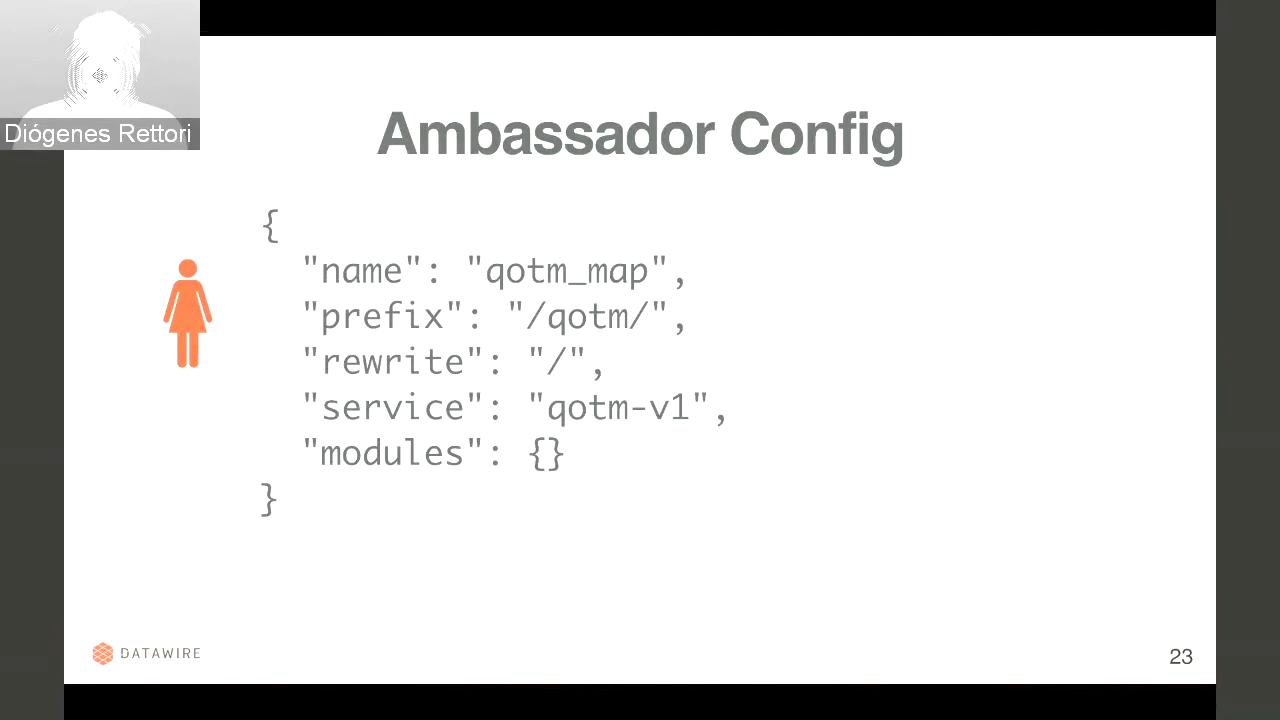 Diógenes Rettori
Ambassador Config
{
"name": "qotm_map",
"prefix": "/qotm/",
"rewrite": "/",
"service": "qotm-v1",
"modules": {}
}
DATAWIRE
23